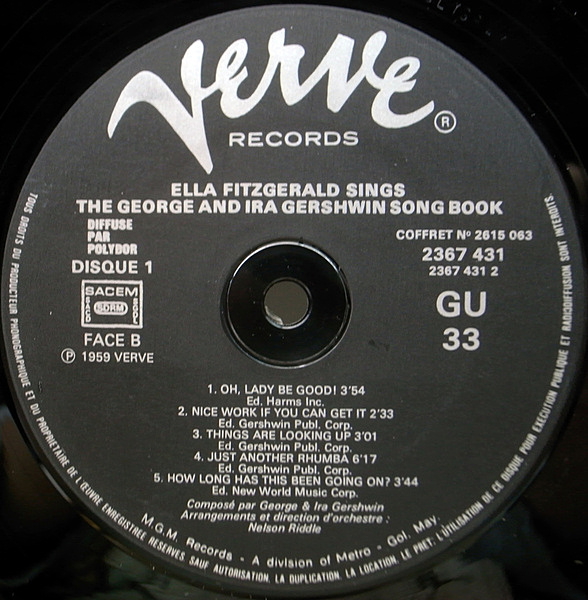 Verve
®
RECORDS
ELLA FITZGERALD SINGS
THE GEORGE AND IRA GERSHWIN SONG BOOK
DIFFUSE
PAR
POLYDOR
DISQUE 1
SACEM
SACD SDRM SGDL
FACE B
℗ 1959 VERVE
COFFRET Nº 2615 063
2367 431
2367 431 2
GU
33
1. OH, LADY BE GOOD! 3'54
Ed. Harms Inc.
2. NICE WORK IF YOU CAN GET IT 2'33
Ed. Gershwin Publ. Corp.
3. THINGS ARE LOOKING UP 3'01
Ed. Gershwin Publ. Corp.
4. JUST ANOTHER RHUMBA 6'17
Ed. Gershwin Publ. Corp.
5. HOW LONG HAS THIS BEEN GOING ON? 3'44
Ed. New World Music Corp.
Composé par George & Ira Gershwin
Arrangements et direction d'orchestre :
Nelson Riddle
M.G.M. Records - A division of Metro - Gol. May.
TOUS DROITS DU PRODUCTEUR PHONOGRAPHIQUE ET DU PROPRIETAIRE DE L'ŒUVRE ENREGISTREE RESERVES SAUF AUTORISATION. LA DUPLICATION, LA LOCATION, LE PRET, L'UTILISATION DE CE DISQUE POUR EXECUTION PUBLIQUE ET RADIODIFFUSION SONT INTERDITS.